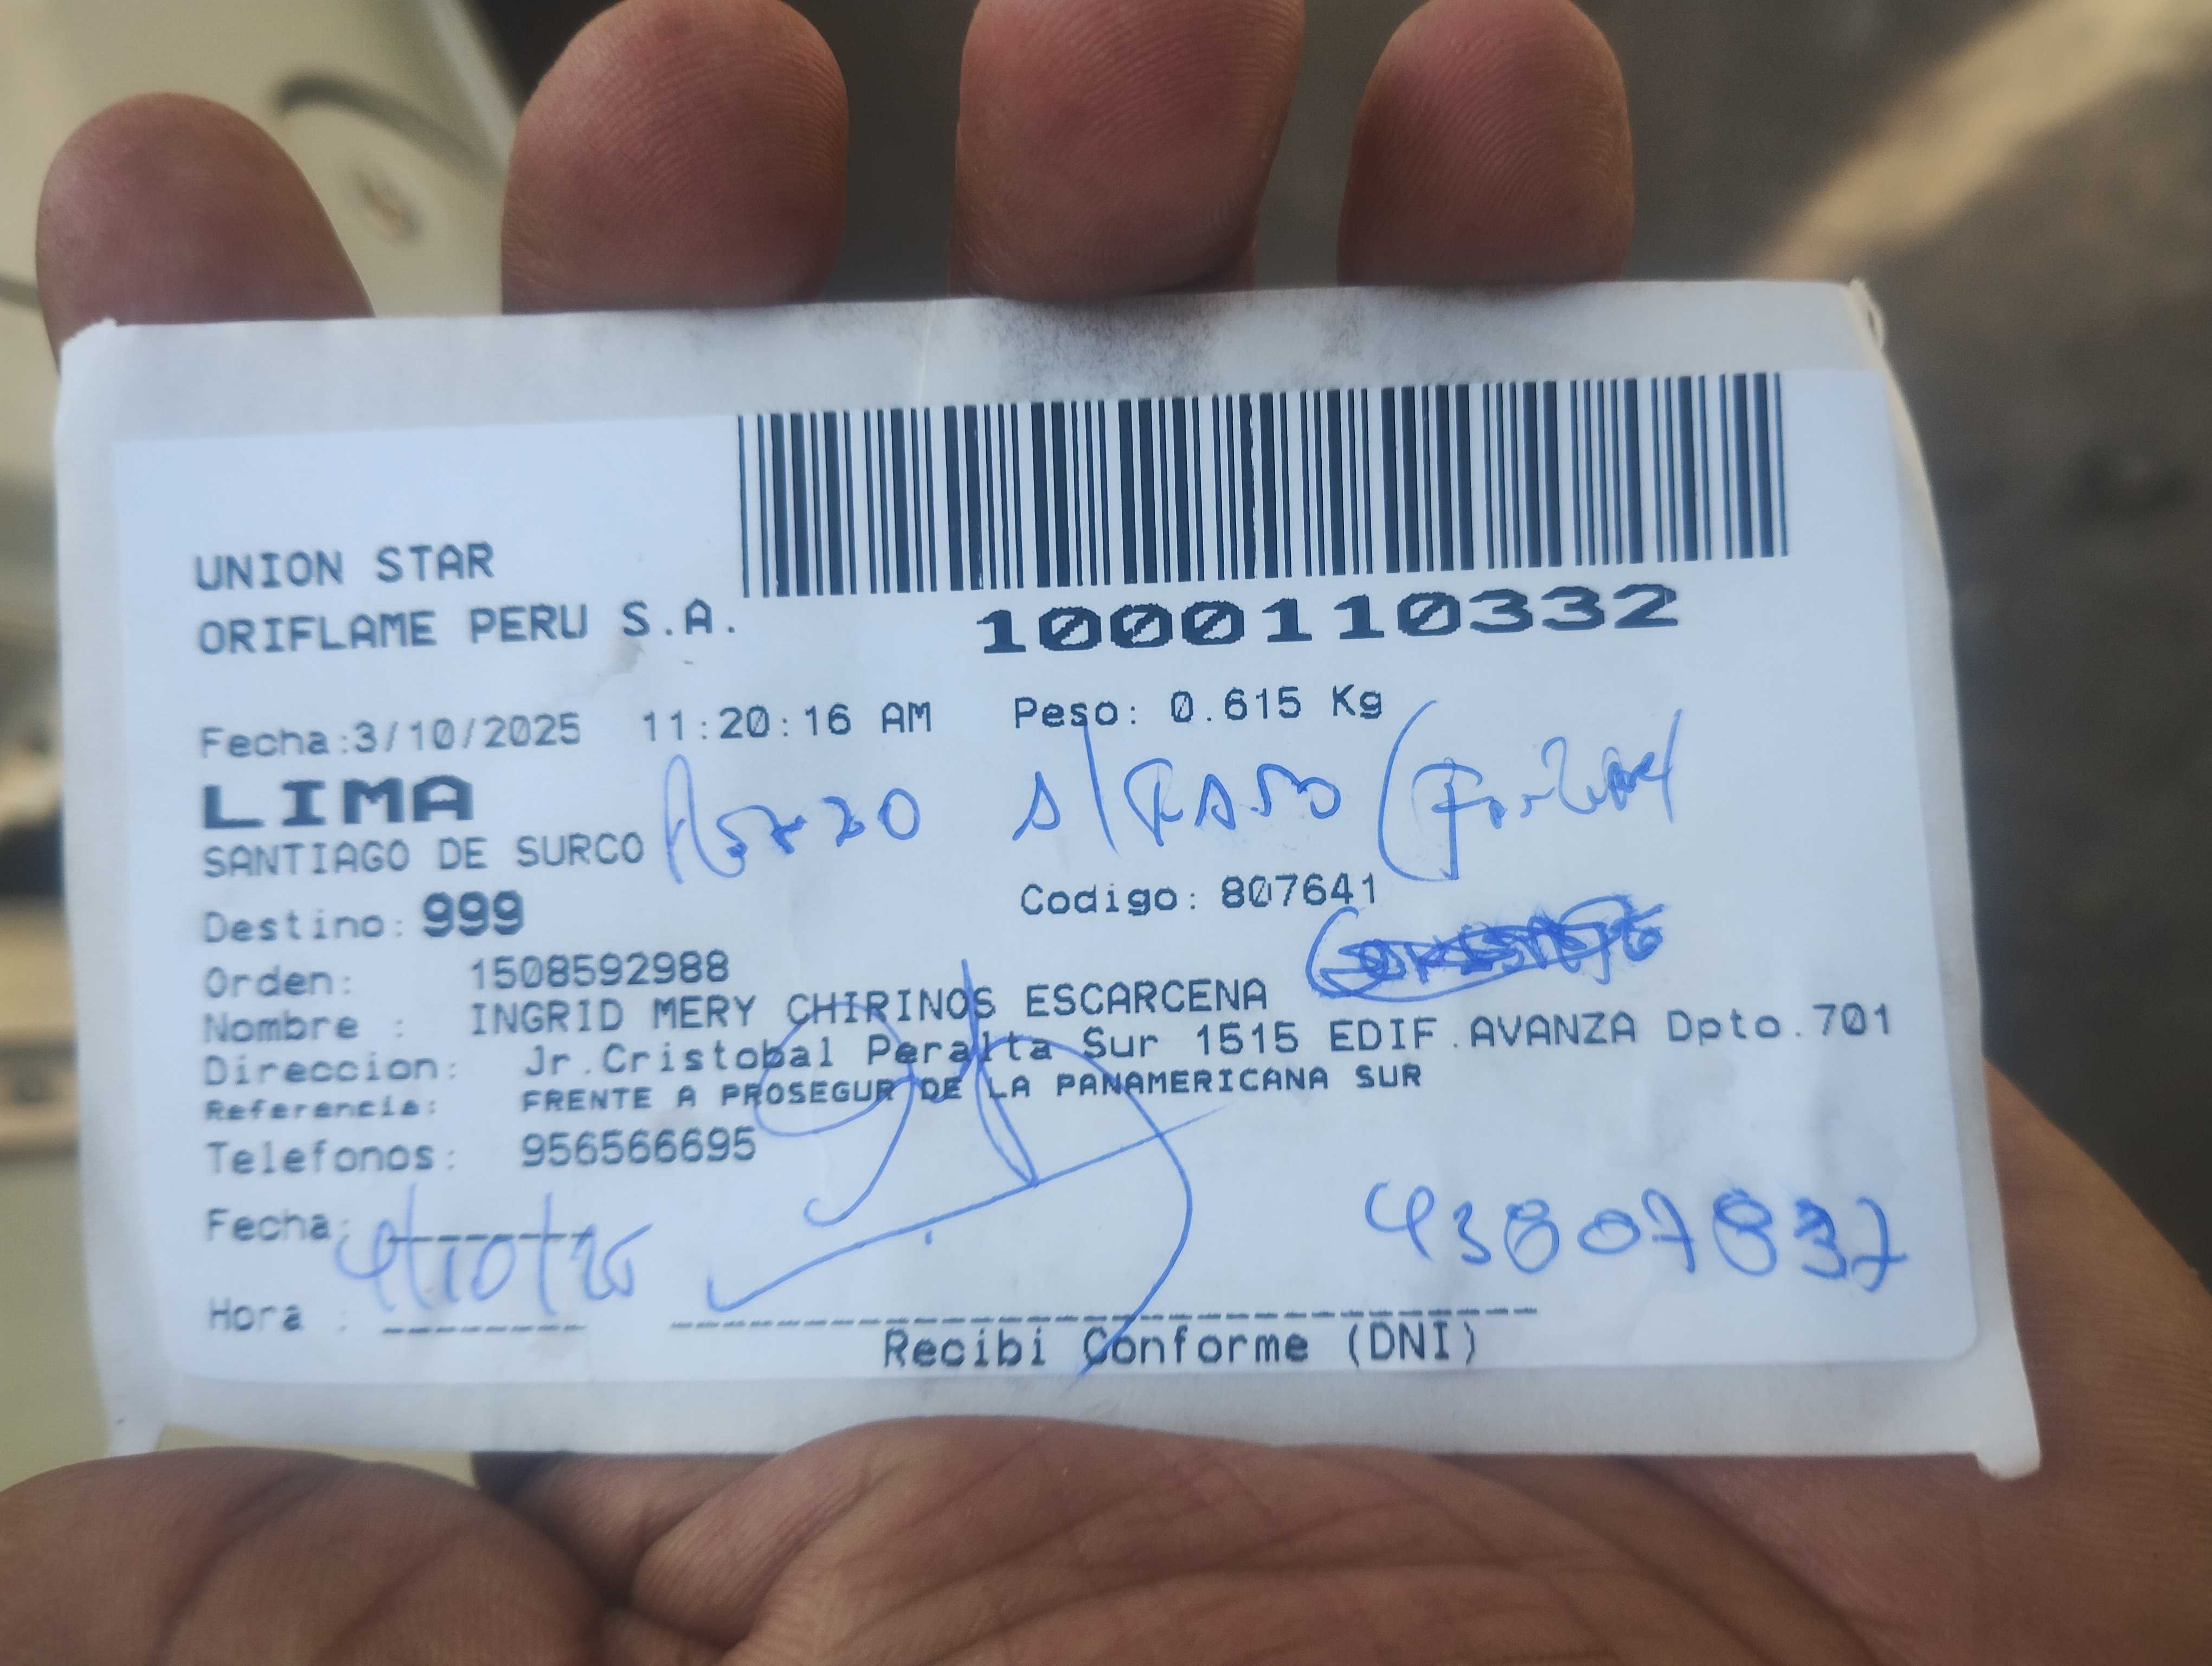 UNION STAR
ORIFLAME PERU S.A.
1000110332
Fecha:3/10/2025 11:20:16 AM Peso: 0.615 Kg
LIMA
SANTIAGO DE SURCO
Destino: 999 Codigo: 807641
Orden: 1508592988
Nombre : INGRID MERY CHIRINOS ESCARCENA
Direccion: Jr.Cristobal Peralta Sur 1515 EDIF.AVANZA Dpto.701
Referencia: FRENTE A PROSEGUR DE LA PANAMERICANA SUR
Telefonos: 956566695
Fecha: 4/10/25
43807837
Hora :
Recibi Conforme (DNI)